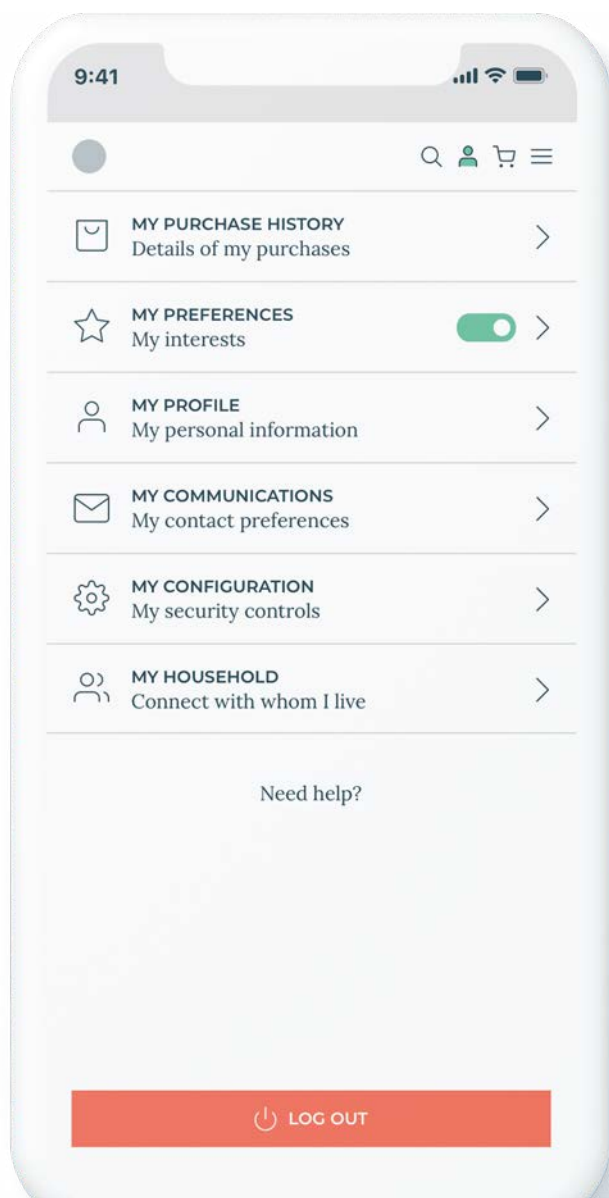 9:41
MY PURCHASE HISTORY
Details of my purchases
MY PREFERENCES
My interests
MY PROFILE
My personal information
MY COMMUNICATIONS
My contact preferences
MY CONFIGURATION
My security controls
MY HOUSEHOLD
Connect with whom I live
Need help?
LOG OUT